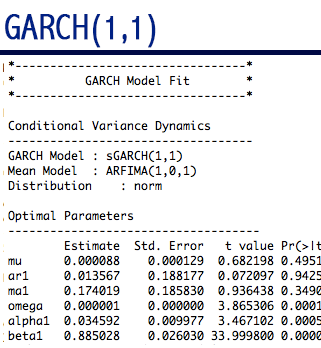 GARCH(1,1)
*---------------------------------*
*          GARCH Model Fit        *
*---------------------------------*
Conditional Variance Dynamics
-----------------------------------
GARCH Model : sGARCH(1,1)
Mean Model : ARFIMA(1,0,1)
Distribution : norm
Optimal Parameters
------------------------------------
Estimate Std. Error t value Pr(>|t
mu 0.000088 0.000129 0.682198 0.4951
ar1 0.013567 0.188177 0.072097 0.9425
ma1 0.174019 0.185830 0.936438 0.3490
omega 0.000001 0.000000 3.865306 0.0001
alpha1 0.034592 0.009977 3.467102 0.0005
beta1 0.885028 0.026030 33.999800 0.0000